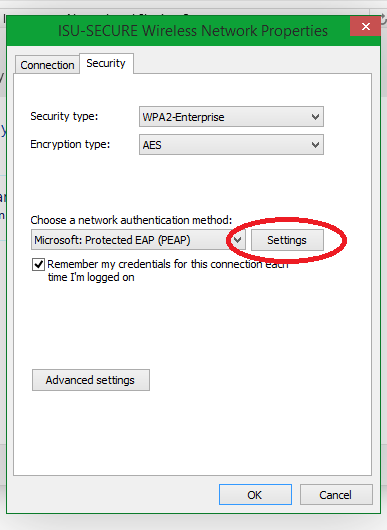 ISU-SECURE Wireless Network Properties
Connection
Security
Security type:
WPA2-Enterprise
Encryption type:
AES
Choose a network authentication method:
Microsoft: Protected EAP (PEAP)
Settings
Remember my credentials for this connection each
time I'm logged on
Advanced settings
OK
Cancel